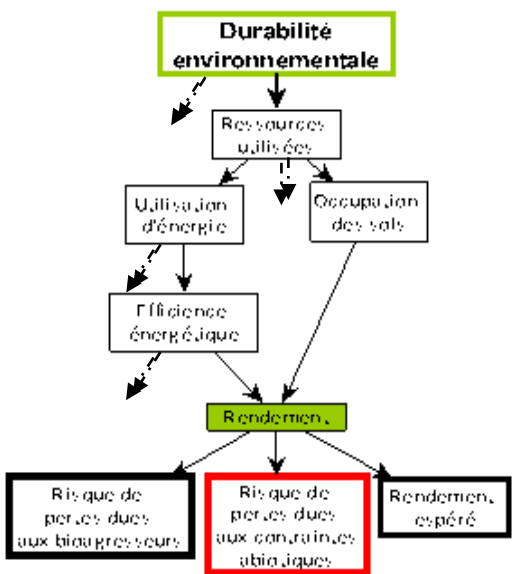 Durabilité
environnementale
Ressources
utilisées
Utilisation
d'énergie
Occupation
des sols
Efficience
énergétique
Rendement
Risque de
pertes dues
aux bioagresseurs
Risque de
pertes dues
aux contraintes
abiotiques
Rendement
espéré